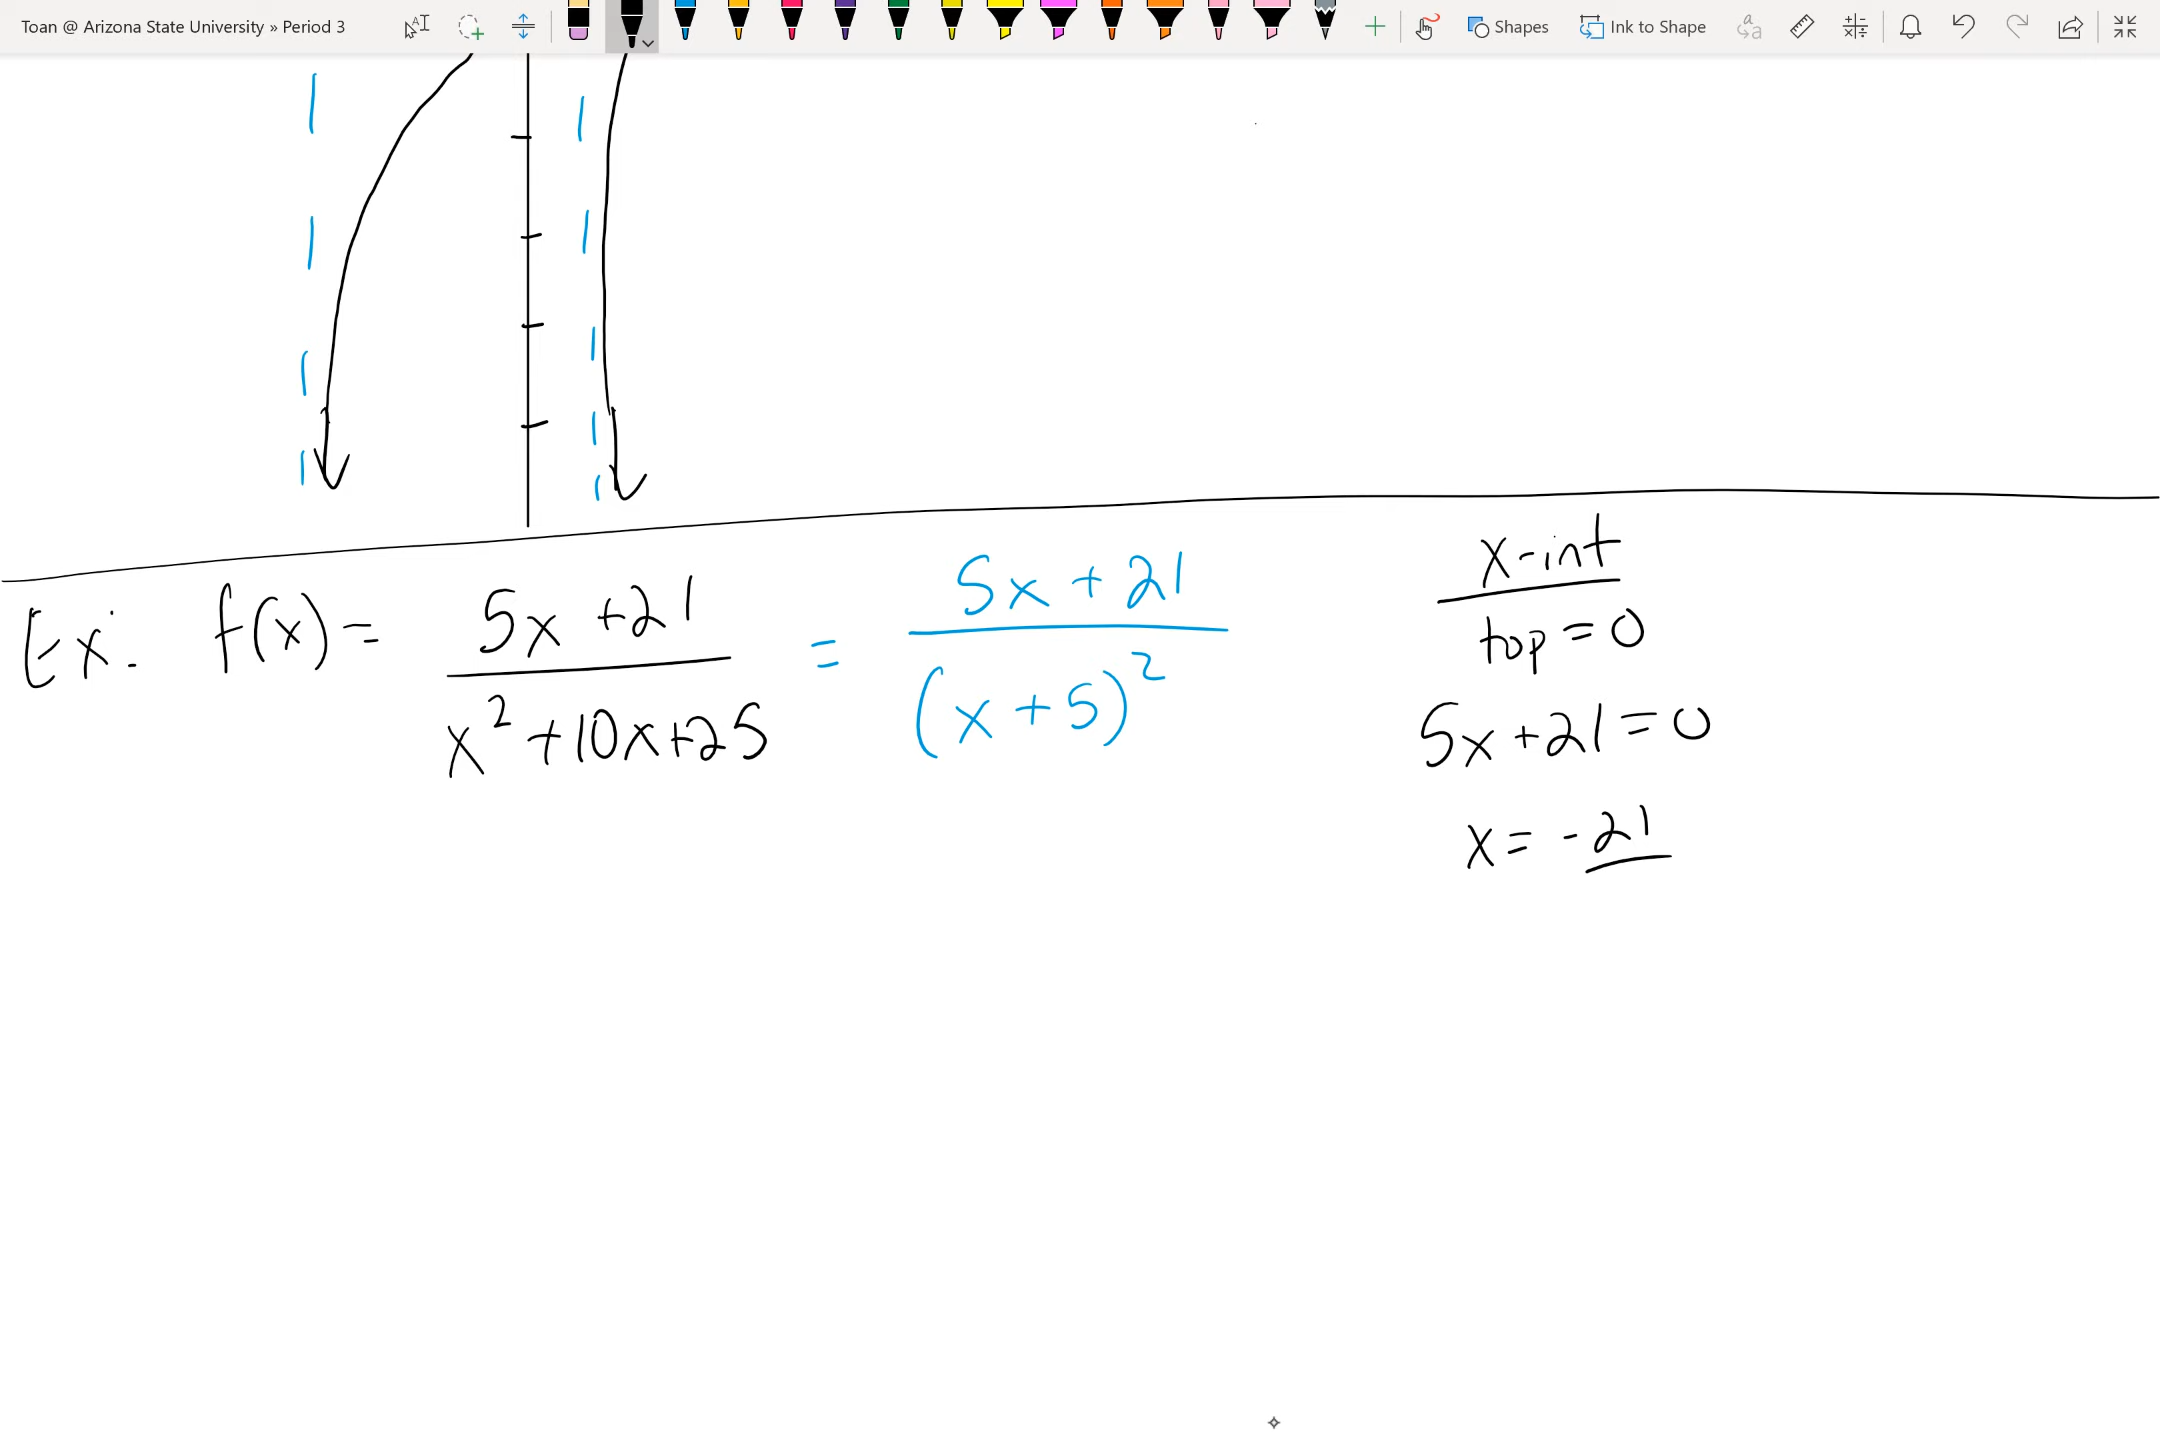 Toan @ Arizona State University » Period 3
Shapes
Ink to Shape
Ex: f(x) = (5x + 21)/(x² + 10x + 25) = (5x + 21)/(x + 5)²
x-int
top = 0
5x + 21 = 0
x = -21